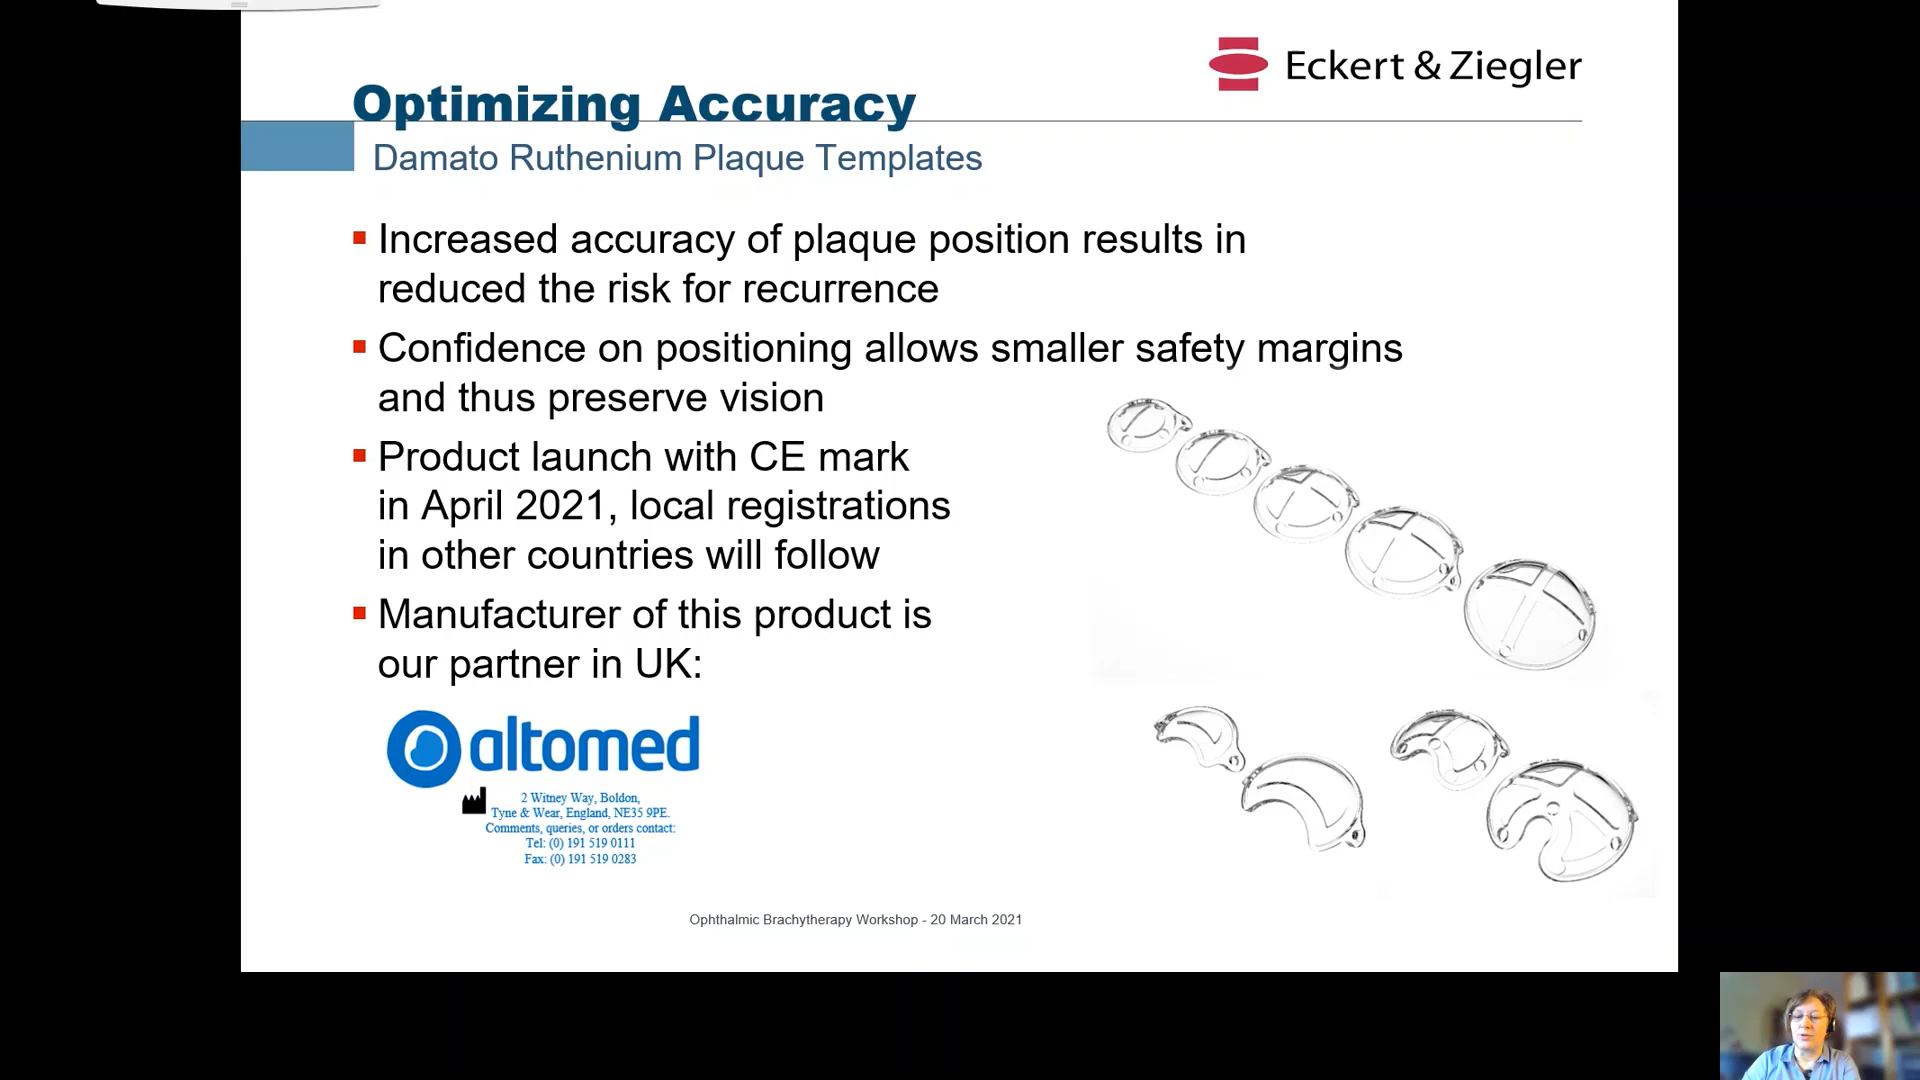 Eckert & Ziegler
Optimizing Accuracy
Damato Ruthenium Plaque Templates
Increased accuracy of plaque position results in
reduced the risk for recurrence
Confidence on positioning allows smaller safety margins
and thus preserve vision
Product launch with CE mark
in April 2021, local registrations
in other countries will follow
Manufacturer of this product is
our partner in UK:
altomed
2 Witney Way, Boldon,
Tyne & Wear, England, NE35 9PE.
Comments, queries, or orders contact:
Tel: (0) 191 519 0111
Fax: (0) 191 519 0283
Ophthalmic Brachytherapy Workshop - 20 March 2021